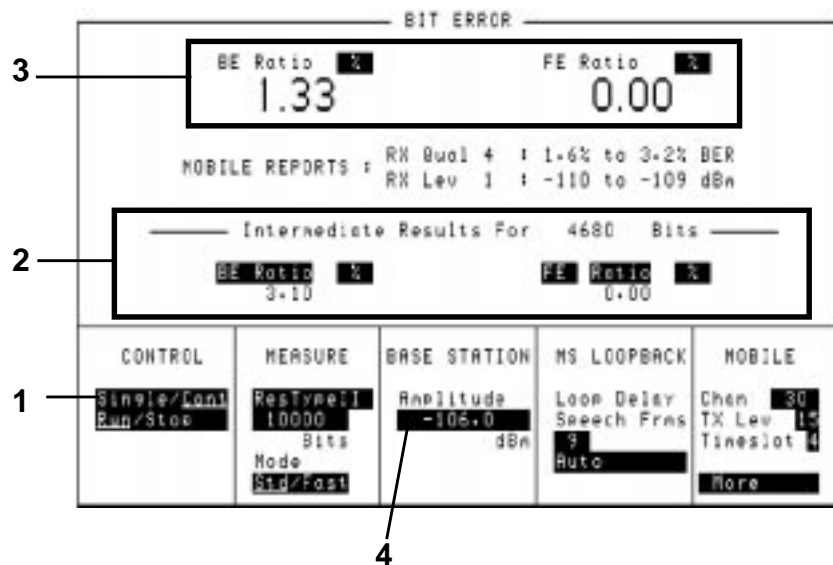 BIT ERROR
3
BE Ratio %
FE Ratio %
1.33
0.00
MOBILE REPORTS :
RX Qual 4 : 1.6% to 3.2% BER
RX Lev 1 : -110 to -109 dBm
2
Intermediate Results For 4680 Bits
BE Ratio %
FE Ratio %
3.10
0.00
1
CONTROL
Single/Cont
Run/Stop
MEASURE
ResTypeII
10000
Bits
Mode
Std/Fast
BASE STATION
Amplitude
-106.0
dBm
MS LOOPBACK
Loop Delay
Speech Frms
9
Auto
MOBILE
Chan 30
TX Lev 15
Timeslot 4
More
4